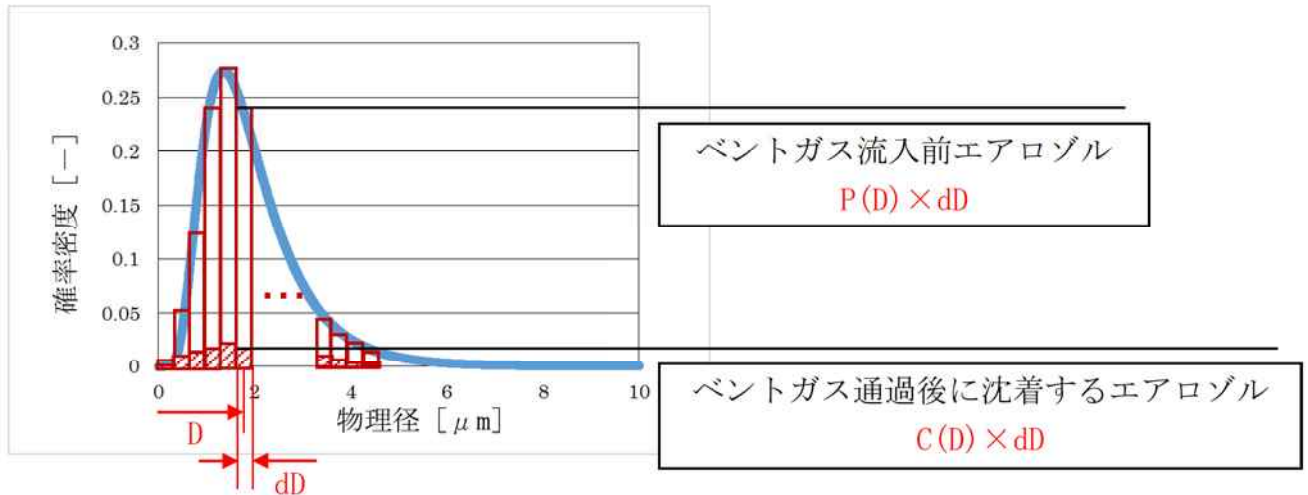 0.3
0.25
0.2
0.15
0.1
0.05
0
確率密度 [－]
0 2 4 6 8 10
物理径 [μm]
D
dD
ベントガス流入前エアロゾル
P(D)×dD
ベントガス通過後に沈着するエアロゾル
C(D)×dD